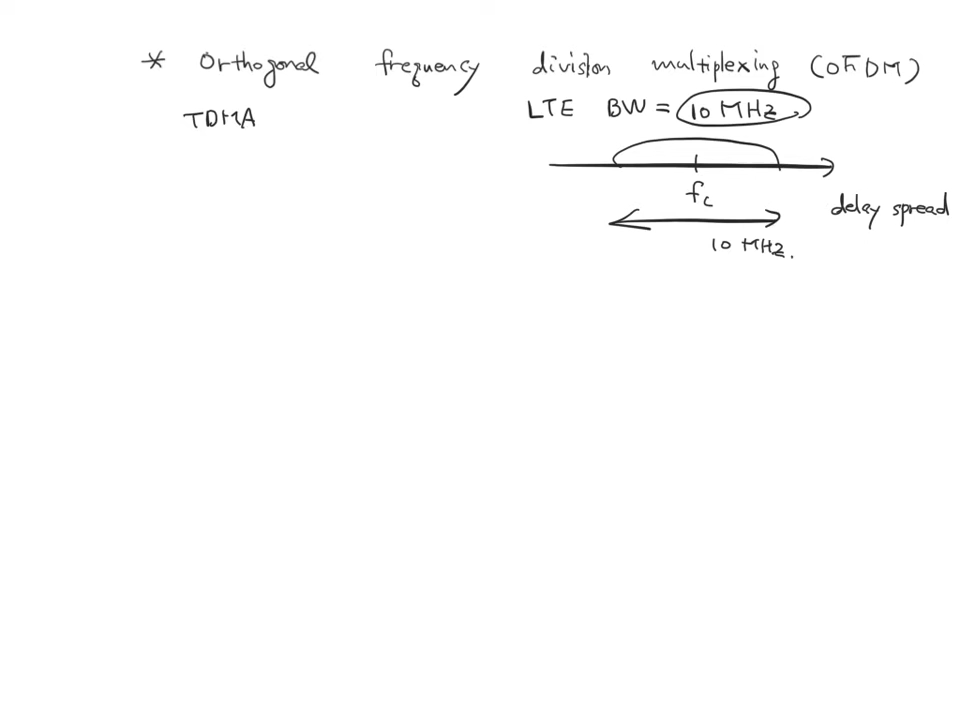 * Orthogonal frequency division multiplexing (OFDM)
TDMA LTE BW = 10 MHz
fc
delay spread
10 MHz.